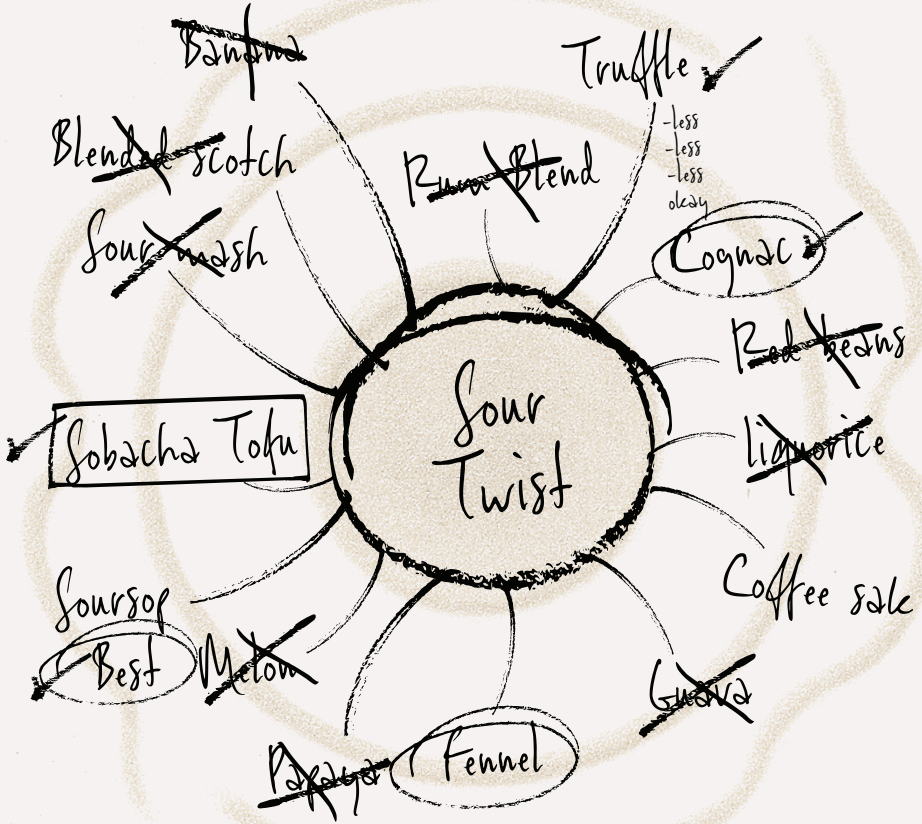 Banana
Truffle
-less
-less
-less
okay
Blended scotch
Rum Blend
Sour mash
Cognac
Red beans
Sour
Twist
Sobacha Tofu
liquorice
Coffee sake
Soursop
Best
Melon
Guava
Papaya
Fennel